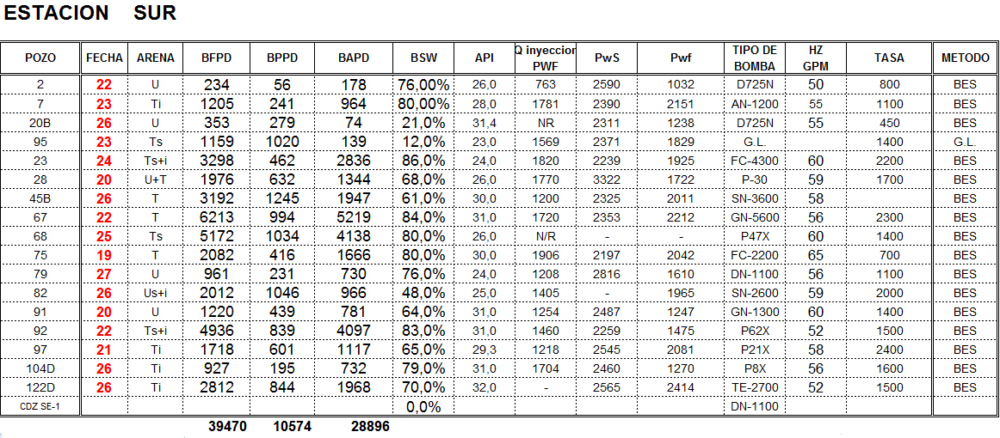 ESTACION SUR
POZO FECHA ARENA BFPD BPPD BAPD BSW API Q inyeccion PWF PwS Pwf TIPO DE BOMBA HZ GPM TASA METODO
2 22 U 234 56 178 76,00% 26,0 763 2590 1032 D725N 50 800 BES
7 23 Ti 1205 241 964 80,00% 28,0 1781 2390 2151 AN-1200 55 1100 BES
20B 26 U 353 279 74 21,0% 31,4 NR 2311 1238 D725N 55 450 BES
95 23 Ts 1159 1020 139 12,0% 23,0 1569 2371 1829 G.L. 1400 G.L.
23 24 Ts+i 3298 462 2836 86,0% 24,0 1820 2239 1925 FC-4300 60 2200 BES
28 20 U+T 1976 632 1344 68,0% 26,0 1770 3322 1722 P-30 59 1700 BES
45B 26 T 3192 1245 1947 61,0% 30,0 1200 2325 2011 SN-3600 58 BES
67 22 T 6213 994 5219 84,0% 31,0 1720 2353 2212 GN-5600 56 2300 BES
68 25 Ts 5172 1034 4138 80,0% 26,0 N/R - - P47X 60 1400 BES
75 19 T 2082 416 1666 80,0% 30,0 1906 2197 2042 FC-2200 65 700 BES
79 27 U 961 231 730 76,0% 24,0 1208 2816 1610 DN-1100 56 1100 BES
82 26 Us+i 2012 1046 966 48,0% 25,0 1405 - 1965 SN-2600 59 2000 BES
91 20 U 1220 439 781 64,0% 31,0 1254 2487 1247 GN-1300 60 1400 BES
92 22 Ts+i 4936 839 4097 83,0% 31,0 1460 2259 1475 P62X 52 1500 BES
97 21 Ti 1718 601 1117 65,0% 29,3 1218 2545 2081 P21X 58 2400 BES
104D 26 Ti 927 195 732 79,0% 31,0 1704 2460 1270 P8X 56 1600 BES
122D 26 Ti 2812 844 1968 70,0% 32,0 - 2565 2414 TE-2700 52 1500 BES
CDZ SE-1 0,0% DN-1100
39470 10574 28896